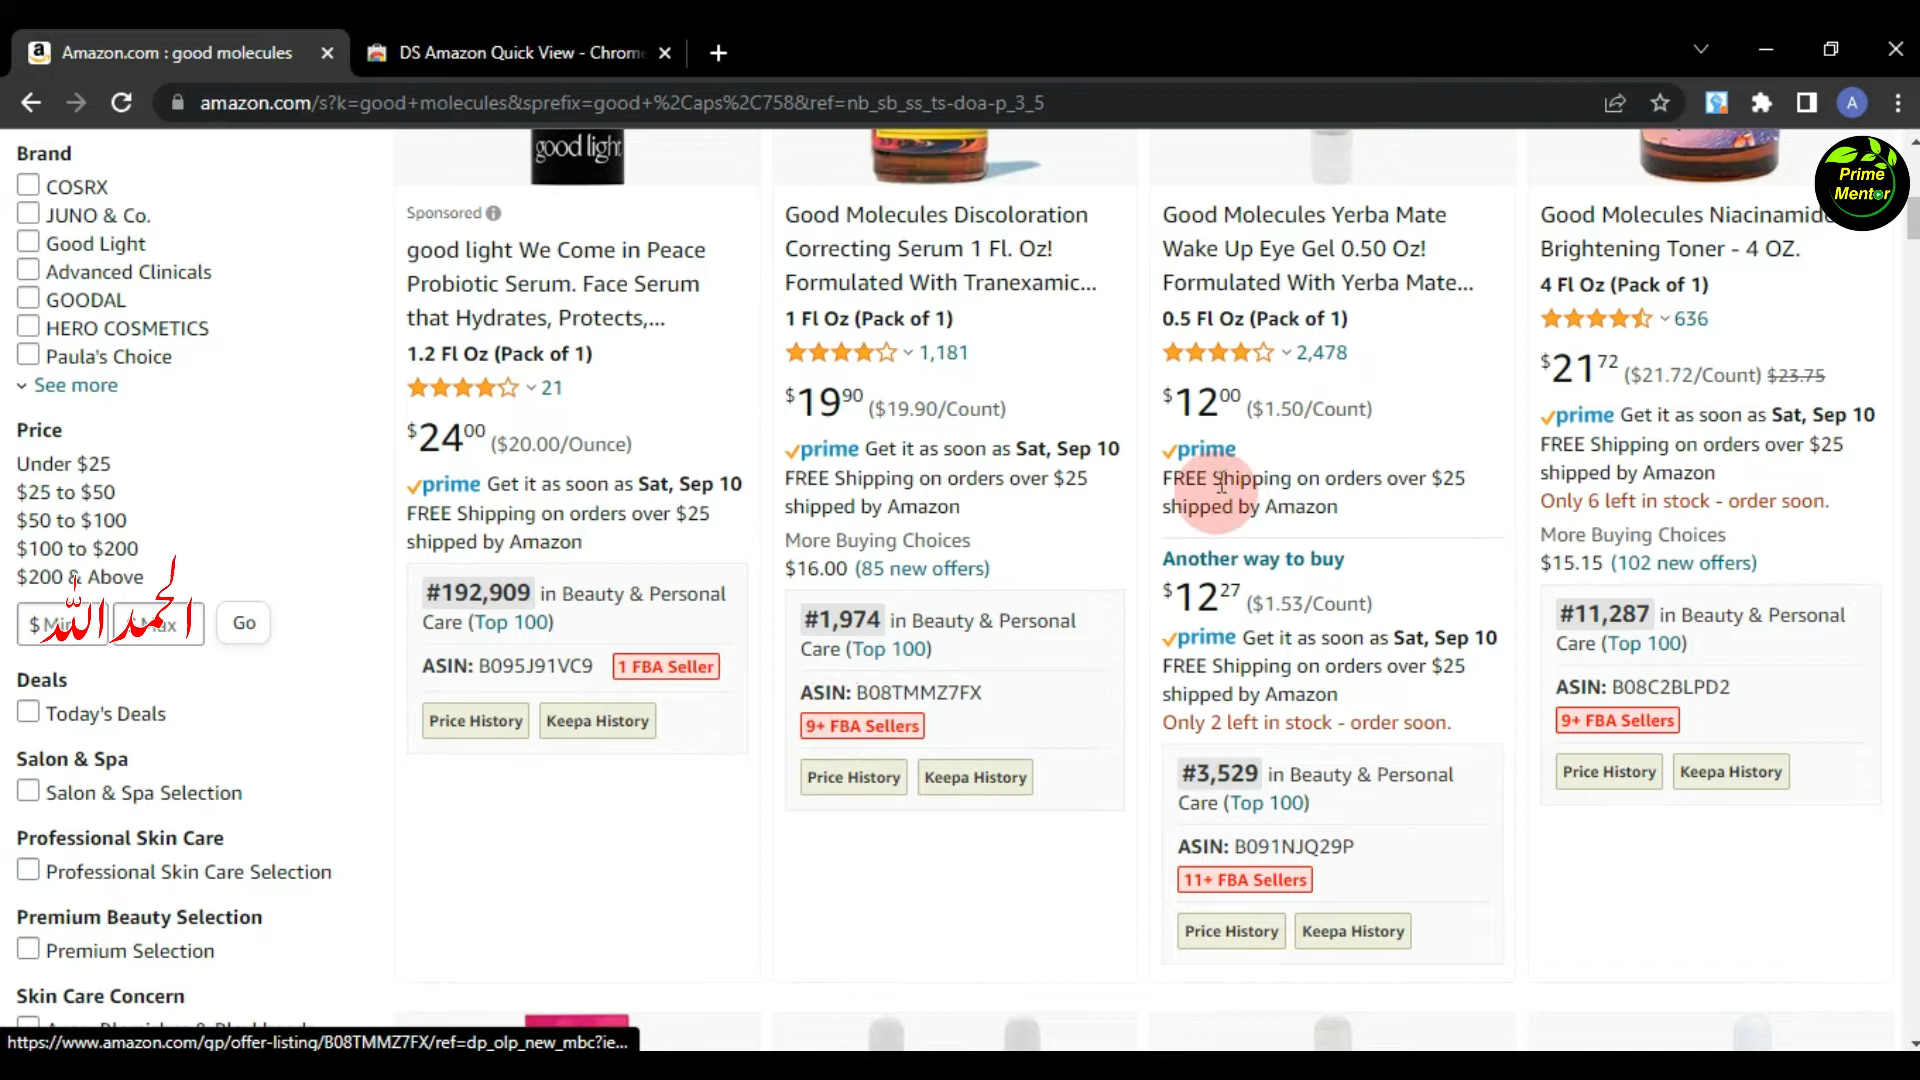 Amazon.com : good molecules
DS Amazon Quick View - Chrome
amazon.com/s?k=good+molecules&sprefix=good+%2Caps%2C758&ref=nb_sb_ss_ts-doa-p_3_5
A
Prime
Mentor
Brand
COSRX
JUNO & Co.
Good Light
Advanced Clinicals
GOODAL
HERO COSMETICS
Paula's Choice
See more
Price
Under $25
$25 to $50
$50 to $100
$100 to $200
$200 & Above
$ Min
Max
Go
الحمد الله
Deals
Today's Deals
Salon & Spa
Salon & Spa Selection
Professional Skin Care
Professional Skin Care Selection
Premium Beauty Selection
Premium Selection
Skin Care Concern
good light
Sponsored
good light We Come in Peace
Probiotic Serum. Face Serum
that Hydrates, Protects,...
1.2 Fl Oz (Pack of 1)
21
$24 00 ($20.00/Ounce)
prime Get it as soon as Sat, Sep 10
FREE Shipping on orders over $25
shipped by Amazon
#192,909 in Beauty & Personal
Care (Top 100)
ASIN: B095J91VC9 1 FBA Seller
Price History Keepa History
Good Molecules Discoloration
Correcting Serum 1 Fl. Oz!
Formulated With Tranexamic...
1 Fl Oz (Pack of 1)
1,181
$19 90 ($19.90/Count)
prime Get it as soon as Sat, Sep 10
FREE Shipping on orders over $25
shipped by Amazon
More Buying Choices
$16.00 (85 new offers)
#1,974 in Beauty & Personal
Care (Top 100)
ASIN: B08TMMZ7FX
9+ FBA Sellers
Price History Keepa History
Good Molecules Yerba Mate
Wake Up Eye Gel 0.50 Oz!
Formulated With Yerba Mate...
0.5 Fl Oz (Pack of 1)
2,478
$12 00 ($1.50/Count)
prime
FREE Shipping on orders over $25
shipped by Amazon
Another way to buy
$12 27 ($1.53/Count)
prime Get it as soon as Sat, Sep 10
FREE Shipping on orders over $25
shipped by Amazon
Only 2 left in stock - order soon.
#3,529 in Beauty & Personal
Care (Top 100)
ASIN: B091NJQ29P
11+ FBA Sellers
Price History Keepa History
Good Molecules Niacinamide
Brightening Toner - 4 OZ.
4 Fl Oz (Pack of 1)
636
$21 72 ($21.72/Count) $23.75
prime Get it as soon as Sat, Sep 10
FREE Shipping on orders over $25
shipped by Amazon
Only 6 left in stock - order soon.
More Buying Choices
$15.15 (102 new offers)
#11,287 in Beauty & Personal
Care (Top 100)
ASIN: B08C2BLPD2
9+ FBA Sellers
Price History Keepa History
https://www.amazon.com/gp/offer-listing/B08TMMZ7FX/ref=dp_olp_new_mbc?ie...